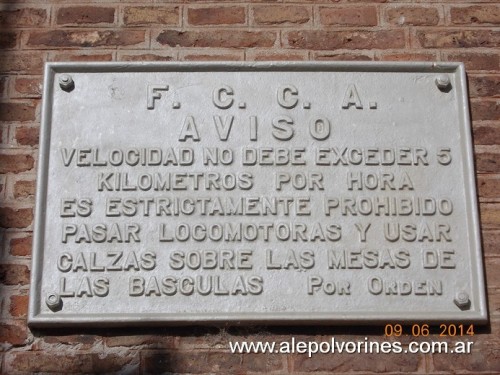 F. C. C. A.
AVISO
VELOCIDAD NO DEBE EXCEDER 5
KILOMETROS POR HORA
ES ESTRICTAMENTE PROHIBIDO
PASAR LOCOMOTORAS Y USAR
CALZAS SOBRE LAS MESAS DE
LAS BASCULAS POR ORDEN
09.06.2014
www.alepolvorines.com.ar